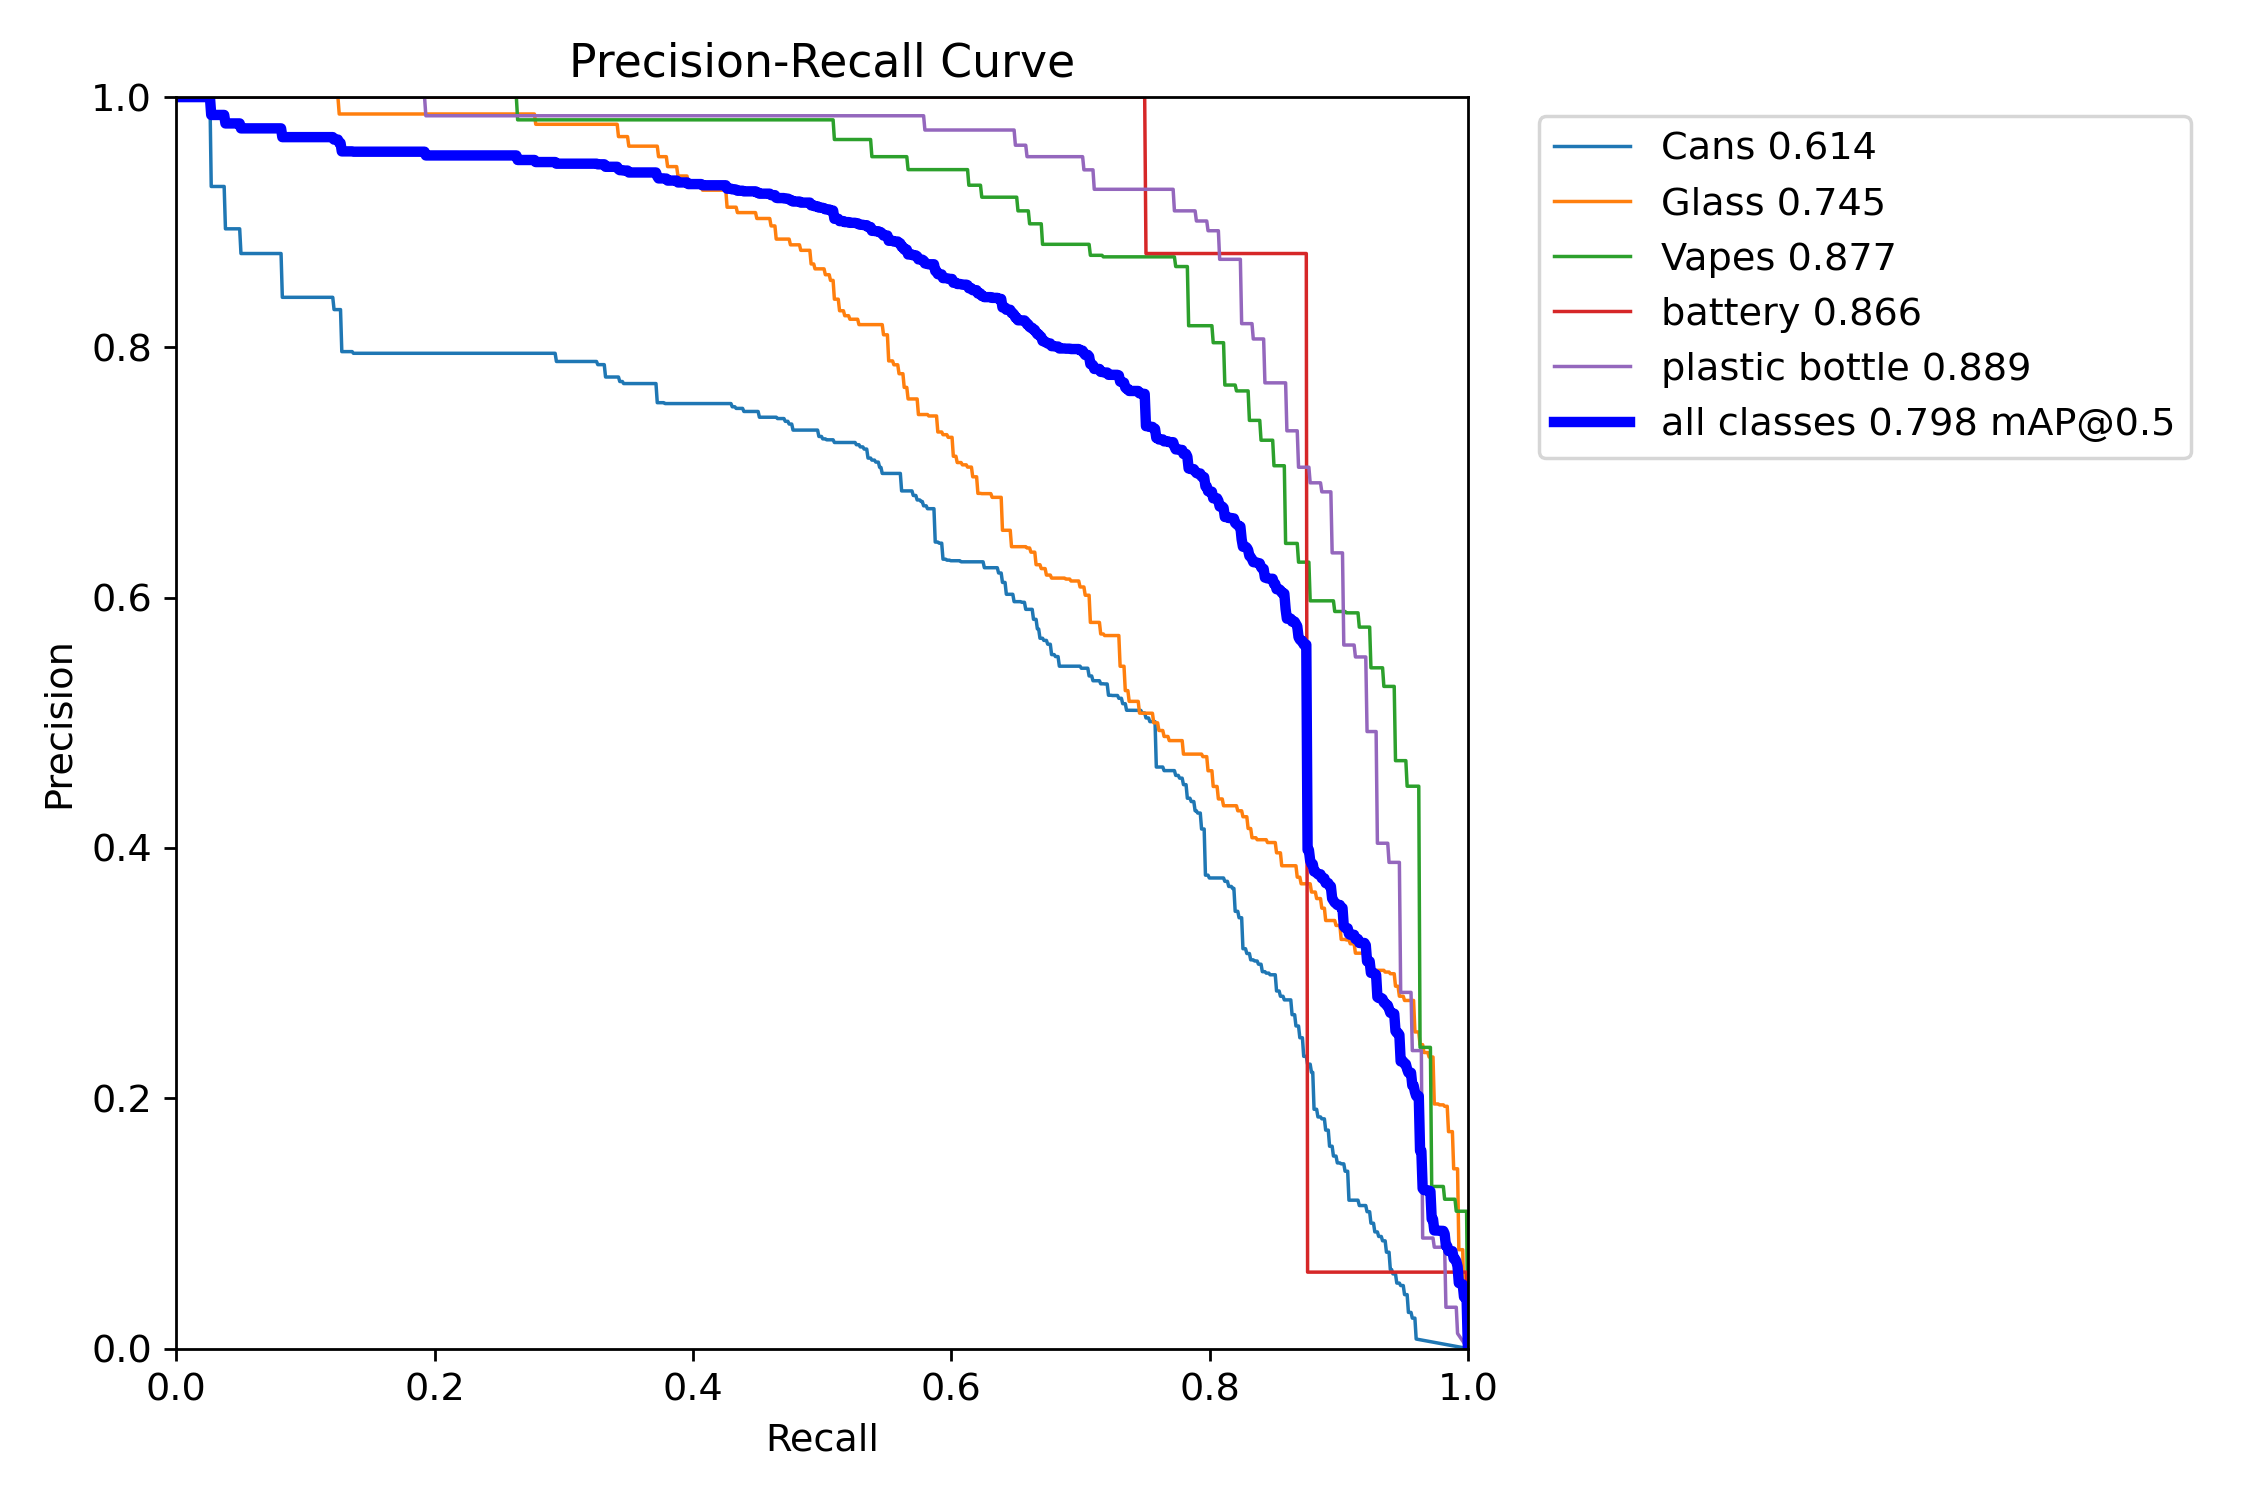 Precision-Recall Curve
1.0
0.8
0.6
0.4
0.2
0.0
Precision
0.0 0.2 0.4 0.6 0.8 1.0
Recall
Cans 0.614
Glass 0.745
Vapes 0.877
battery 0.866
plastic bottle 0.889
all classes 0.798 mAP@0.5